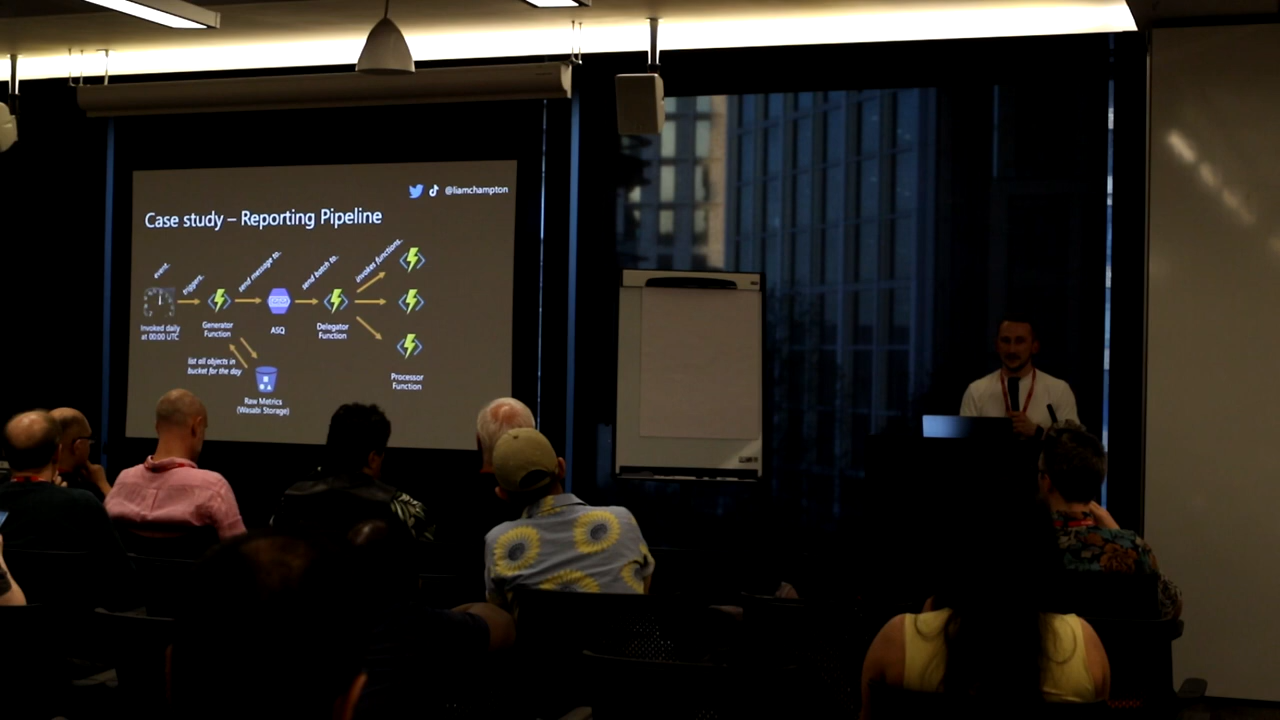 @liamchampton
Case study – Reporting Pipeline
event..
triggers..
send message to..
send batch to..
invokes functions..
Invoked daily
at 00:00 UTC
Generator
Function
ASQ
Delegator
Function
list all objects in
bucket for the day
Raw Metrics
(Wasabi Storage)
Processor
Function